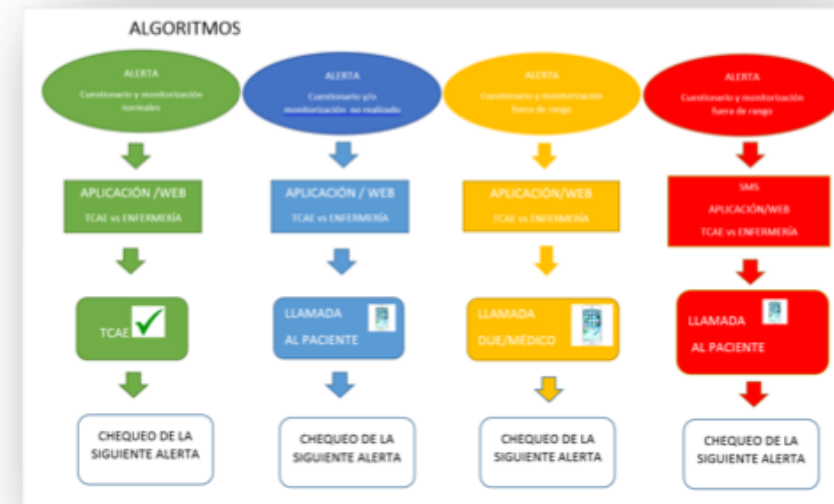 ALGORITMOS
ALERTA
Cuestionario y monitorización
normales
ALERTA
Cuestionario y/o
monitorización no realizado
ALERTA
Cuestionario y monitorización
fuera de rango
ALERTA
Cuestionario y monitorización
fuera de rango
APLICACIÓN /WEB
TCAE vs ENFERMERÍA
APLICACIÓN / WEB
TCAE vs ENFERMERÍA
APLICACIÓN/WEB
TCAE vs ENFERMERÍA
SMS
APLICACIÓN/WEB
TCAE vs ENFERMERÍA
TCAE
LLAMADA
AL PACIENTE
LLAMADA
DUE/MÉDICO
LLAMADA
AL PACIENTE
CHEQUEO DE LA
SIGUIENTE ALERTA
CHEQUEO DE LA
SIGUIENTE ALERTA
CHEQUEO DE LA
SIGUIENTE ALERTA
CHEQUEO DE LA
SIGUIENTE ALERTA